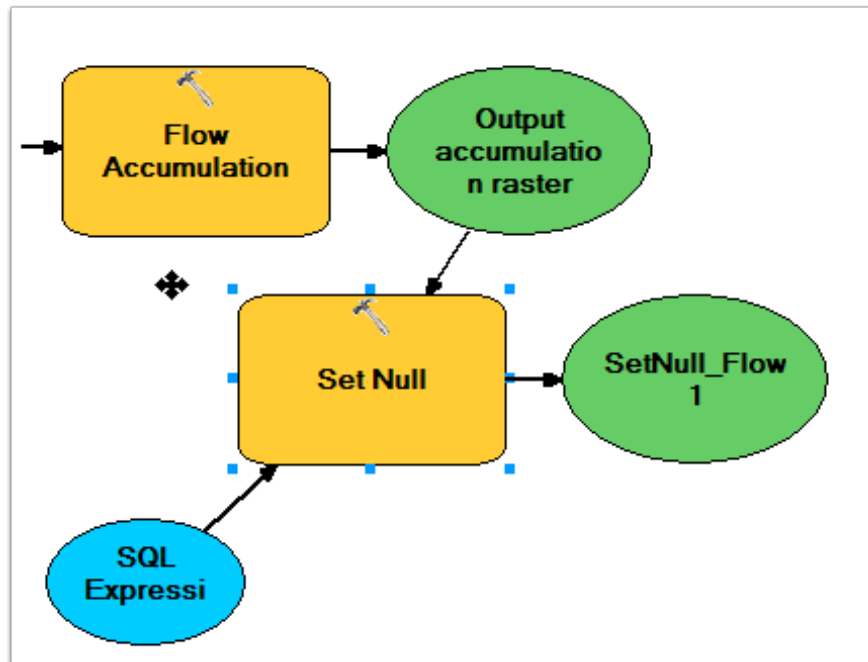 Flow
Accumulation
Output
accumulatio
n raster
Set Null
SetNull_Flow
1
SQL
Expressi